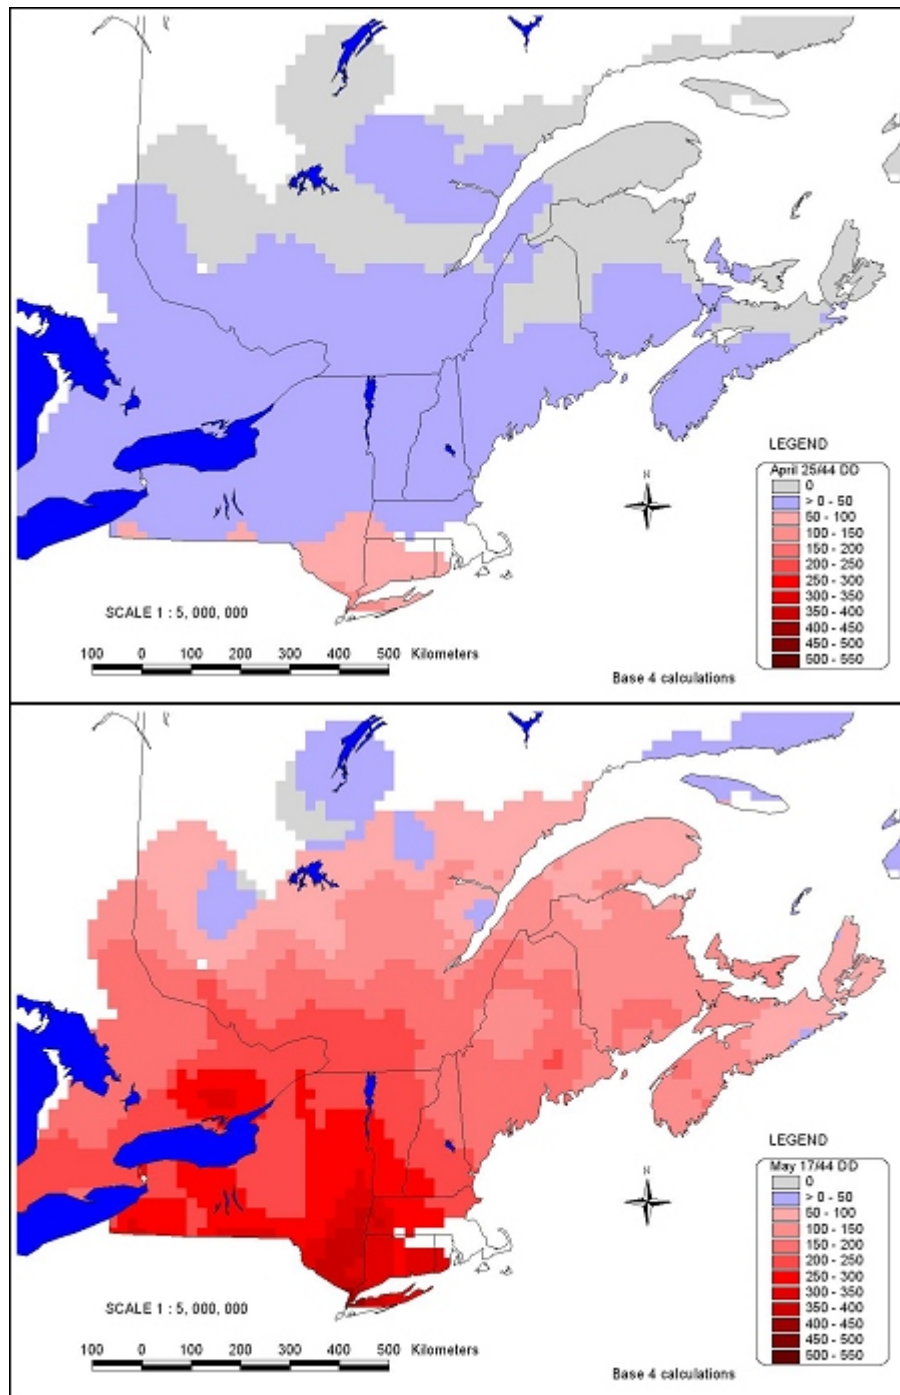 N
LEGEND
April 25/44 DD
0
> 0 - 50
50 - 100
100 - 150
150 - 200
200 - 250
250 - 300
300 - 350
350 - 400
400 - 450
450 - 500
500 - 550
SCALE 1 : 5, 000, 000
100 0 100 200 300 400 500 Kilometers
Base 4 calculations
N
LEGEND
May 17/44 DD
0
> 0 - 50
50 - 100
100 - 150
150 - 200
200 - 250
250 - 300
300 - 350
350 - 400
400 - 450
450 - 500
500 - 550
SCALE 1 : 5, 000, 000
100 0 100 200 300 400 500 Kilometers
Base 4 calculations